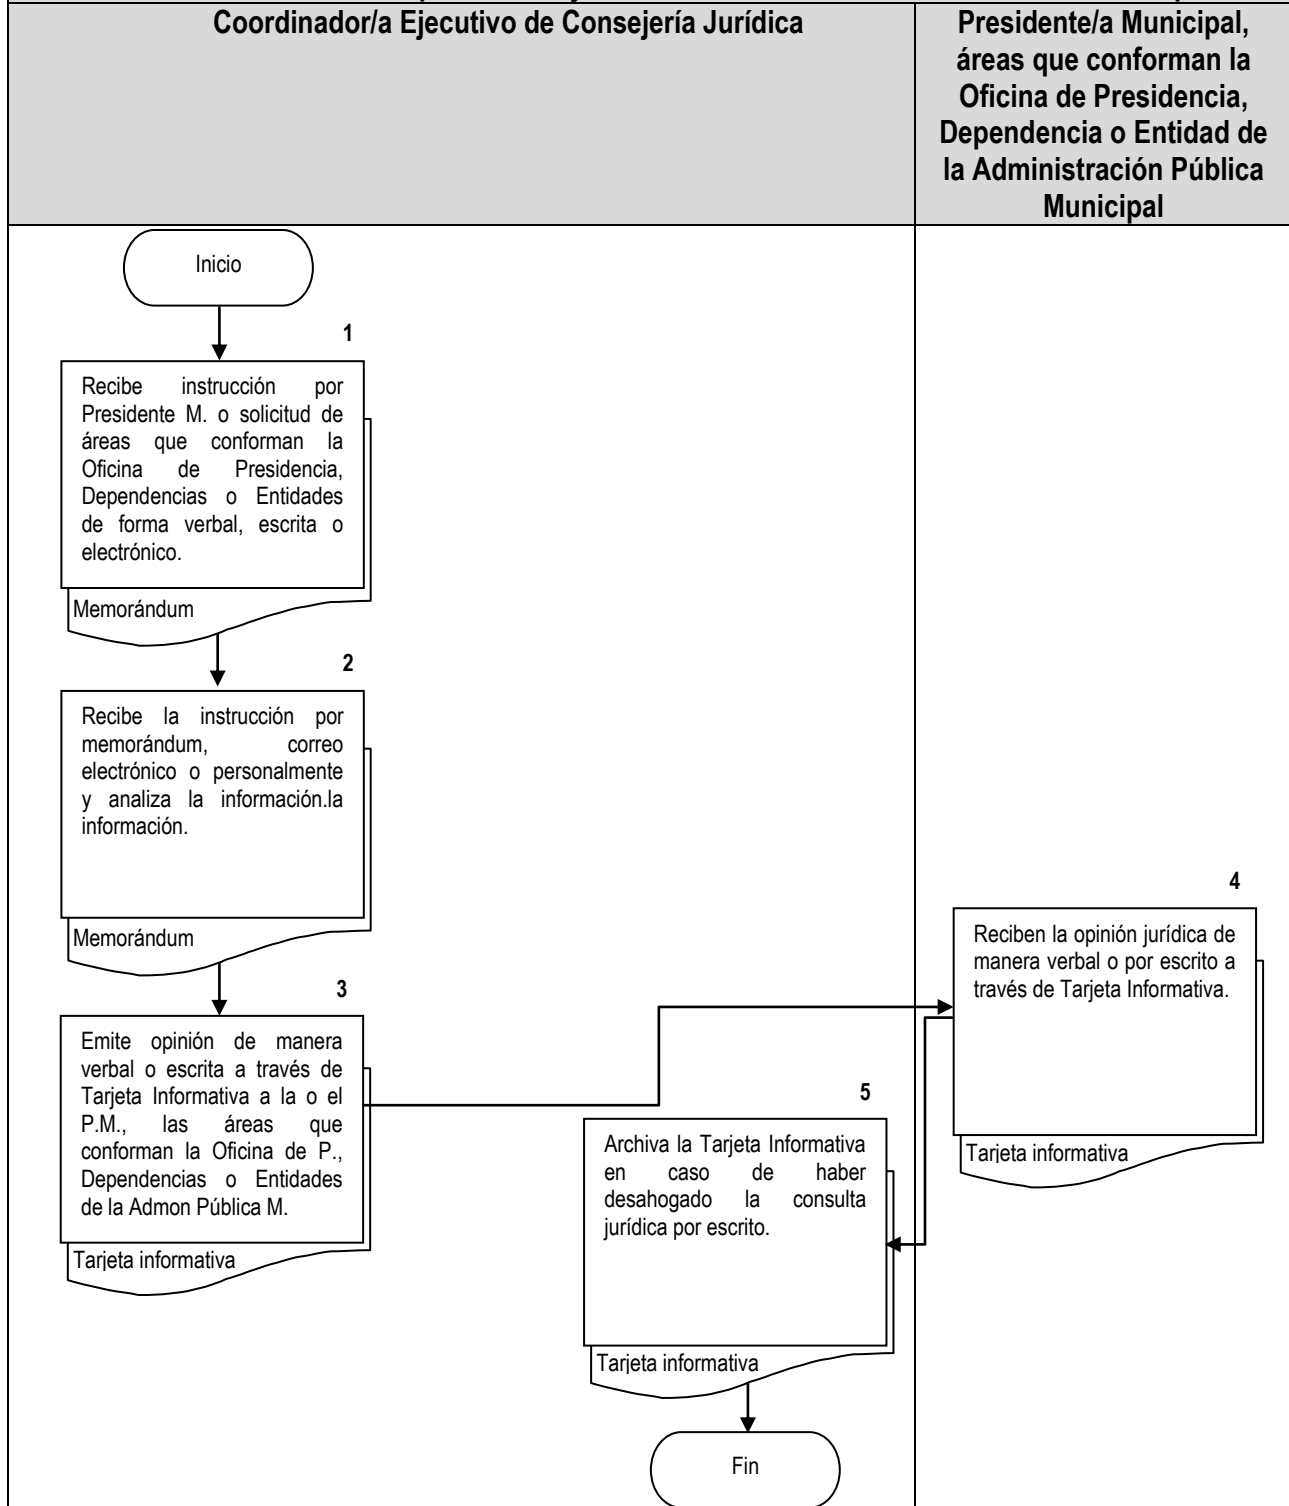 Coordinador/a Ejecutivo de Consejería Jurídica
Presidente/a Municipal,
áreas que conforman la
Oficina de Presidencia,
Dependencia o Entidad de
la Administración Pública
Municipal
Inicio
1
Recibe instrucción por
Presidente M. o solicitud de
áreas que conforman la
Oficina de Presidencia,
Dependencias o Entidades
de forma verbal, escrita o
electrónico.
Memorándum
2
Recibe la instrucción por
memorándum, correo
electrónico o personalmente
y analiza la información.la
información.
Memorándum
3
Emite opinión de manera
verbal o escrita a través de
Tarjeta Informativa a la o el
P.M., las áreas que
conforman la Oficina de P.,
Dependencias o Entidades
de la Admon Pública M.
Tarjeta informativa
4
Reciben la opinión jurídica de
manera verbal o por escrito a
través de Tarjeta Informativa.
Tarjeta informativa
5
Archiva la Tarjeta Informativa
en caso de haber
desahogado la consulta
jurídica por escrito.
Tarjeta informativa
Fin